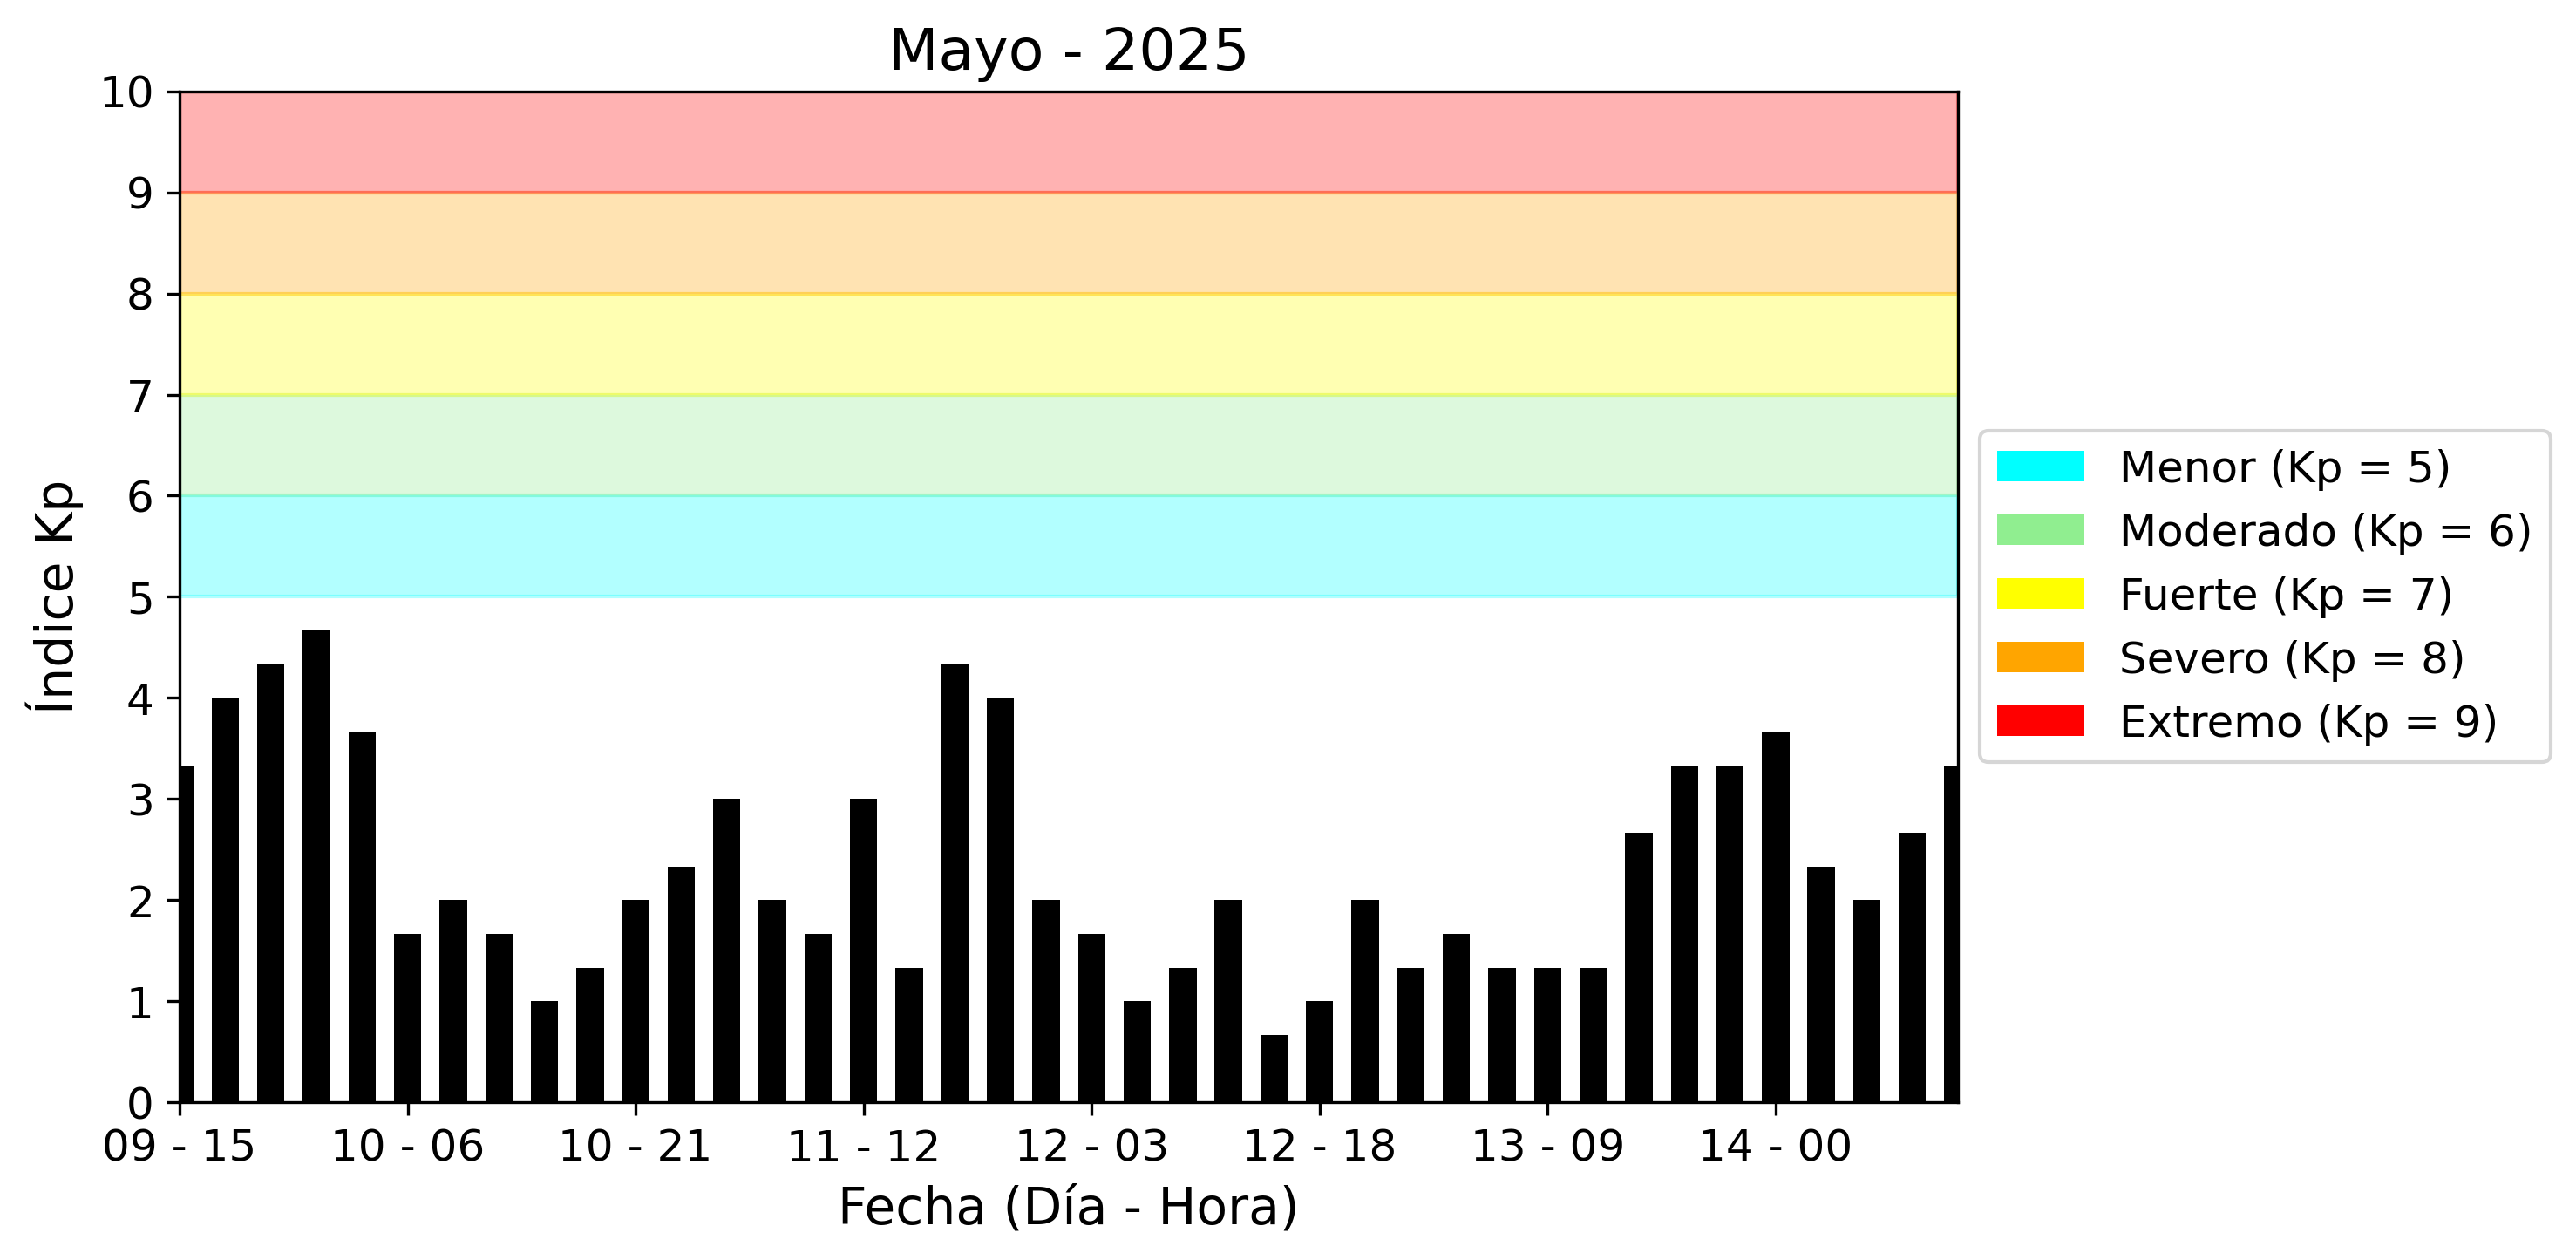 Mayo - 2025
10
9
8
7
6
5
4
3
2
1
0
Índice Kp
09 - 15 10 - 06 10 - 21 11 - 12 12 - 03 12 - 18 13 - 09 14 - 00
Fecha (Día - Hora)
Menor (Kp = 5)
Moderado (Kp = 6)
Fuerte (Kp = 7)
Severo (Kp = 8)
Extremo (Kp = 9)